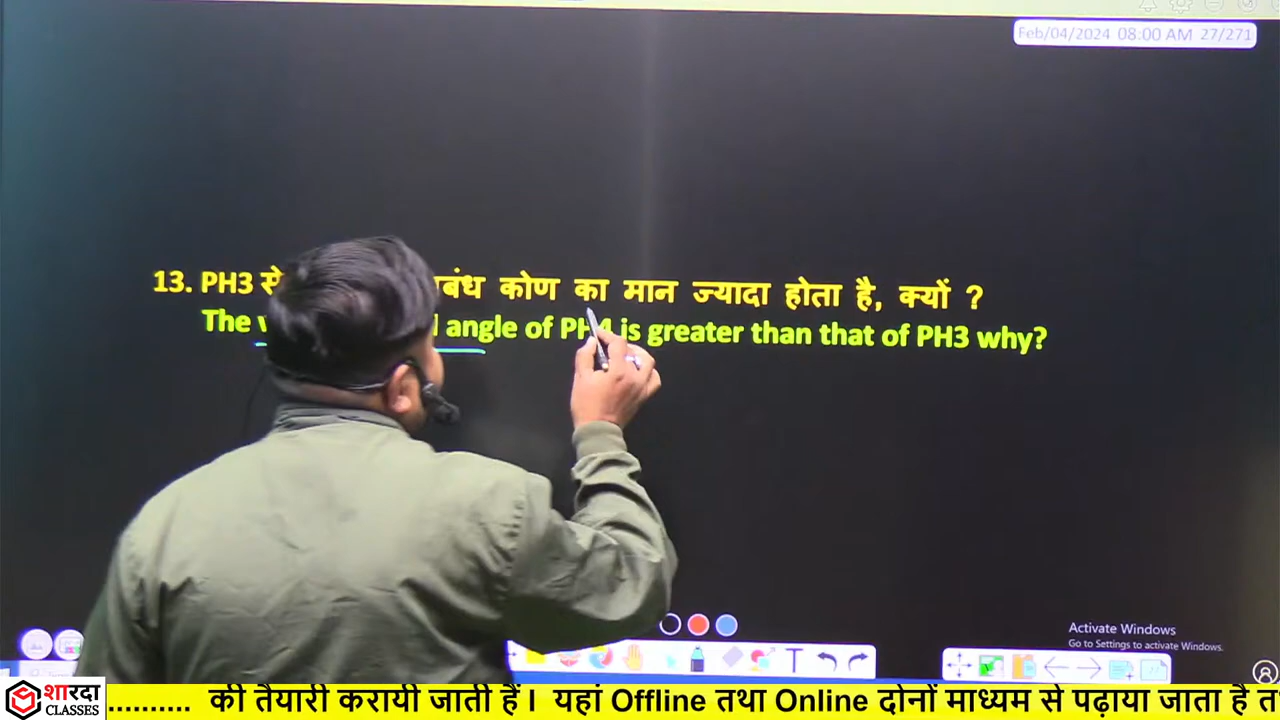 Feb/04/2024 08:00 AM 27/271
13. PH3 से बंध कोण का मान ज्यादा होता है, क्यों ?
The angle of PH4 is greater than that of PH3 why?
Activate Windows
Go to Settings to activate Windows.
T
शारदा
CLASSES
.......... की तैयारी करायी जाती हैं। यहां Offline तथा Online दोनों माध्यम से पढ़ाया जाता है